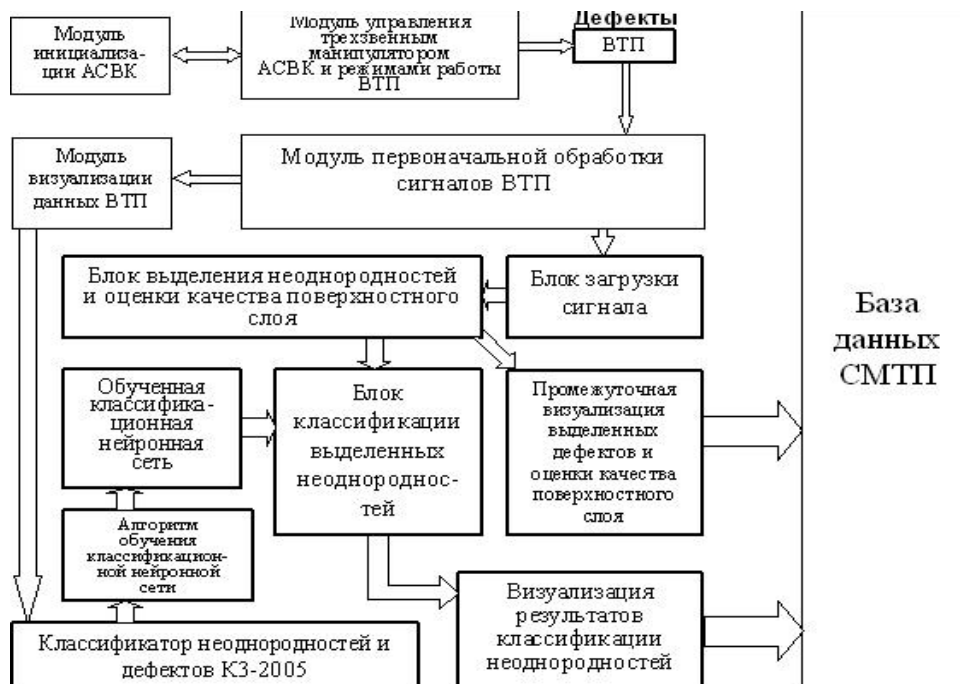 Модуль
инициализа-
ции АСВК
Модуль управления
трехзвенным
манипулятором
АСВК и режимами работы
ВТП
Дефекты
ВТП
Модуль
визуализации
данных ВТП
Модуль первоначальной обработки
сигналов ВТП
Блок выделения неоднородностей
и оценки качества поверхностного
слоя
Блок загрузки
сигнала
База
данных
СМТП
Обученная
классифика-
ционная
нейронная
сеть
Блок
классификации
выделенных
неоднороднос-
тей
Промежуточная
визуализация
выделенных
дефектов и
оценки качества
поверхностного
слоя
Алгоритм
обучения
классификацион-
ной нейронной
сети
Визуализация
результатов
классификации
неоднородностей
Классификатор неоднородностей и
дефектов КЗ-2005